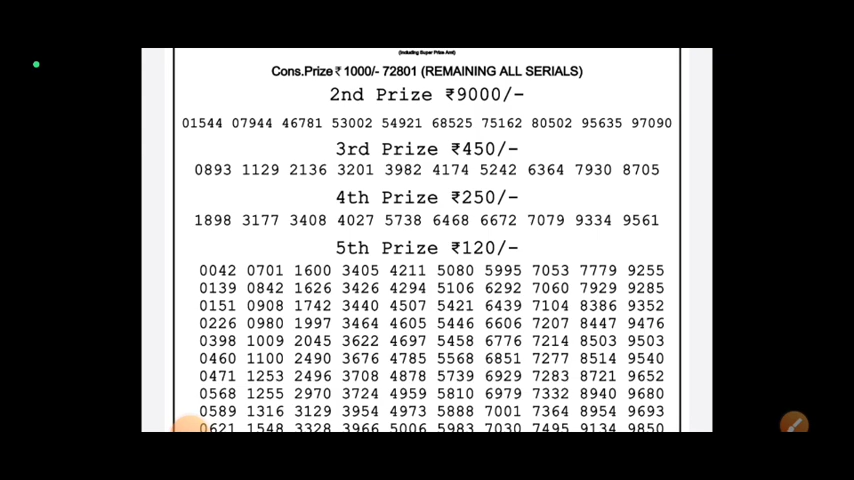 (Including Super Prize Amt)
Cons.Prize ₹ 1000/- 72801 (REMAINING ALL SERIALS)
2nd Prize ₹9000/-
01544 07944 46781 53002 54921 68525 75162 80502 95635 97090
3rd Prize ₹450/-
0893 1129 2136 3201 3982 4174 5242 6364 7930 8705
4th Prize ₹250/-
1898 3177 3408 4027 5738 6468 6672 7079 9334 9561
5th Prize ₹120/-
0042 0701 1600 3405 4211 5080 5995 7053 7779 9255
0139 0842 1626 3426 4294 5106 6292 7060 7929 9285
0151 0908 1742 3440 4507 5421 6439 7104 8386 9352
0226 0980 1997 3464 4605 5446 6606 7207 8447 9476
0398 1009 2045 3622 4697 5458 6776 7214 8503 9503
0460 1100 2490 3676 4785 5568 6851 7277 8514 9540
0471 1253 2496 3708 4878 5739 6929 7283 8721 9652
0568 1255 2970 3724 4959 5810 6979 7332 8940 9680
0589 1316 3129 3954 4973 5888 7001 7364 8954 9693
0621 1548 3328 3966 5006 5983 7030 7495 9134 9850